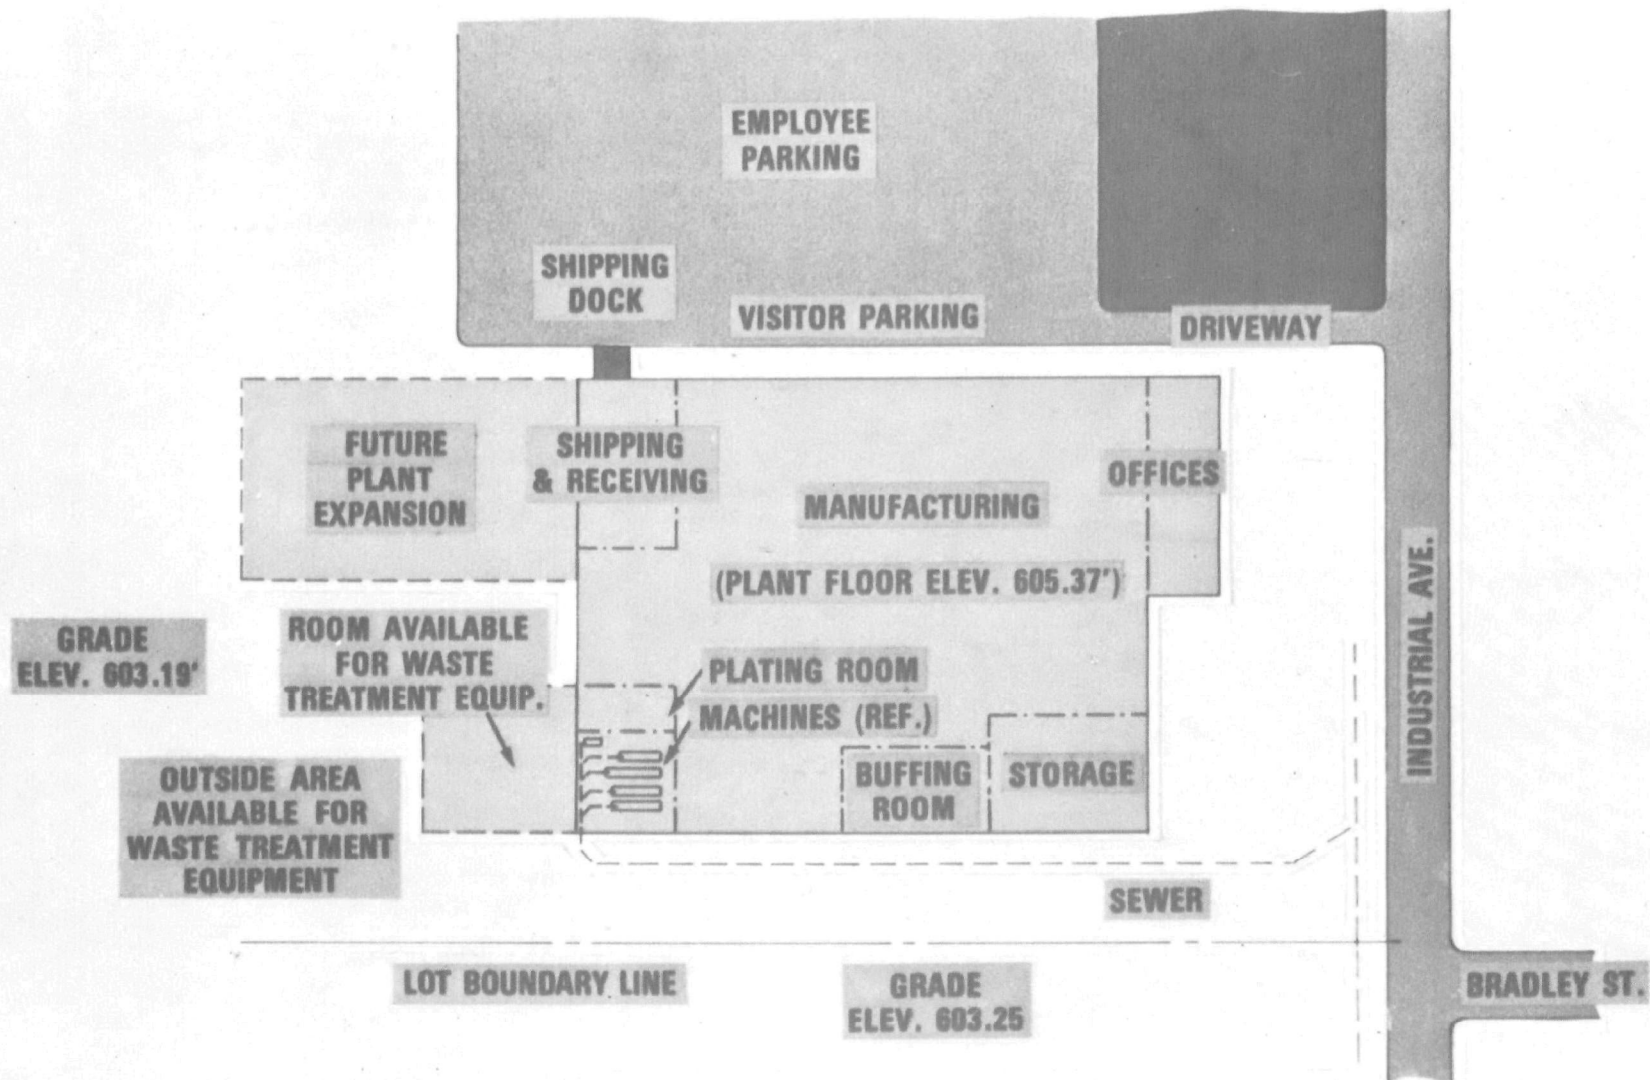 EMPLOYEE
PARKING
SHIPPING
DOCK
VISITOR PARKING
DRIVEWAY
FUTURE
PLANT
EXPANSION
SHIPPING
& RECEIVING
MANUFACTURING
OFFICES
(PLANT FLOOR ELEV. 605.37')
INDUSTRIAL AVE.
GRADE
ELEV. 603.19'
ROOM AVAILABLE
FOR WASTE
TREATMENT EQUIP.
PLATING ROOM
MACHINES (REF.)
OUTSIDE AREA
AVAILABLE FOR
WASTE TREATMENT
EQUIPMENT
BUFFING
ROOM
STORAGE
SEWER
LOT BOUNDARY LINE
GRADE
ELEV. 603.25
BRADLEY ST.